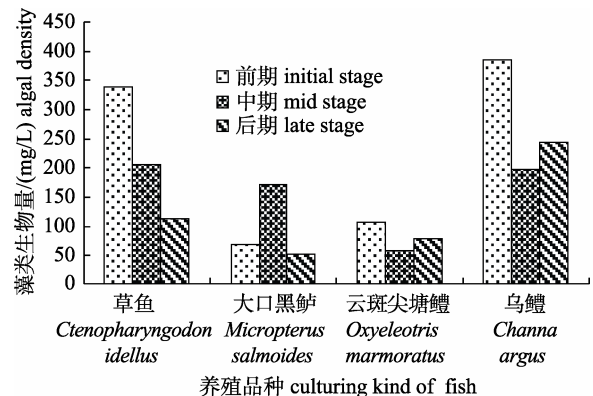 藻类生物量/(mg/L) algal density
450
400
350
300
250
200
150
100
50
0
前期 initial stage
中期 mid stage
后期 late stage
草鱼 大口黑鲈 云斑尖塘鳢 乌鳢
Ctenopharyngodon Micropterus Oxyeleotris Channa
idellus salmoides marmoratus argus
养殖品种 culturing kind of fish